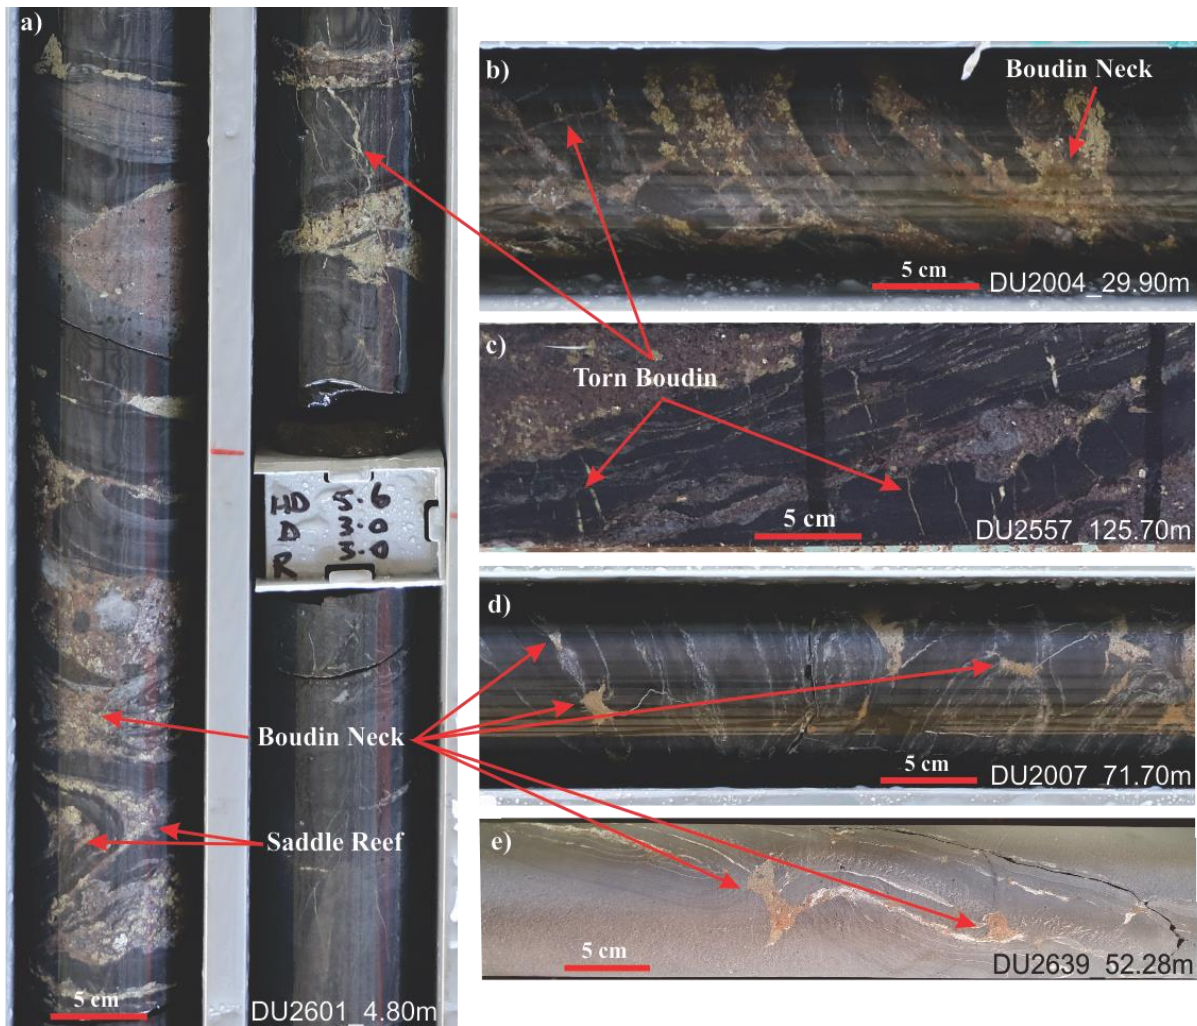 a)
HD 5.6
D 3.0
R 5.0
Boudin Neck
Saddle Reef
5 cm
DU2601_4.80m
b)
Boudin Neck
5 cm
DU2004_29.90m
c)
Torn Boudin
5 cm
DU2557_125.70m
d)
5 cm
DU2007_71.70m
e)
5 cm
DU2639_52.28m